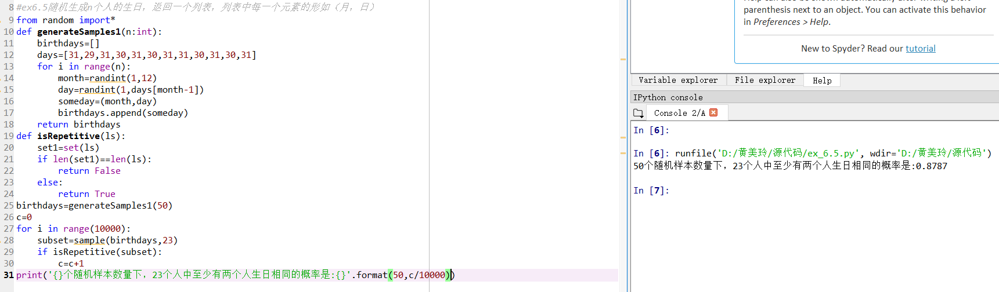 8 #ex6.5随机生成n个人的生日，返回一个列表，列表中每一个元素的形如（月，日）
9 from random import*
10 def generateSamples1(n:int):
11     birthdays=[]
12     days=[31,29,31,30,31,30,31,31,30,31,30,31]
13     for i in range(n):
14         month=randint(1,12)
15         day=randint(1,days[month-1])
16         someday=(month,day)
17         birthdays.append(someday)
18     return birthdays
19 def isRepetitive(ls):
20     set1=set(ls)
21     if len(set1)==len(ls):
22         return False
23     else:
24         return True
25 birthdays=generateSamples1(50)
26 c=0
27 for i in range(10000):
28     subset=sample(birthdays,23)
29     if isRepetitive(subset):
30         c=c+1
31 print('{}个随机样本数量下，23个人中至少有两个人生日相同的概率是:{}'.format(50,c/10000))
parenthesis next to an object. You can activate this behavior
in Preferences > Help.
New to Spyder? Read our tutorial
Variable explorer File explorer Help
IPython console
Console 2/A
In [6]:
In [6]: runfile('D:/黄美玲/源代码/ex_6.5.py', wdir='D:/黄美玲/源代码')
50个随机样本数量下，23个人中至少有两个人生日相同的概率是:0.8787
In [7]: